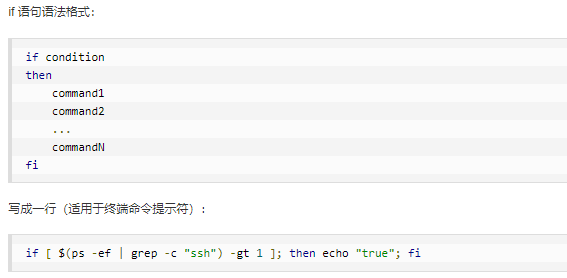 if 语句语法格式：
if condition
then
    command1
    command2
    ...
    commandN
fi
写成一行（适用于终端命令提示符）：
if [ $(ps -ef | grep -c "ssh") -gt 1 ]; then echo "true"; fi